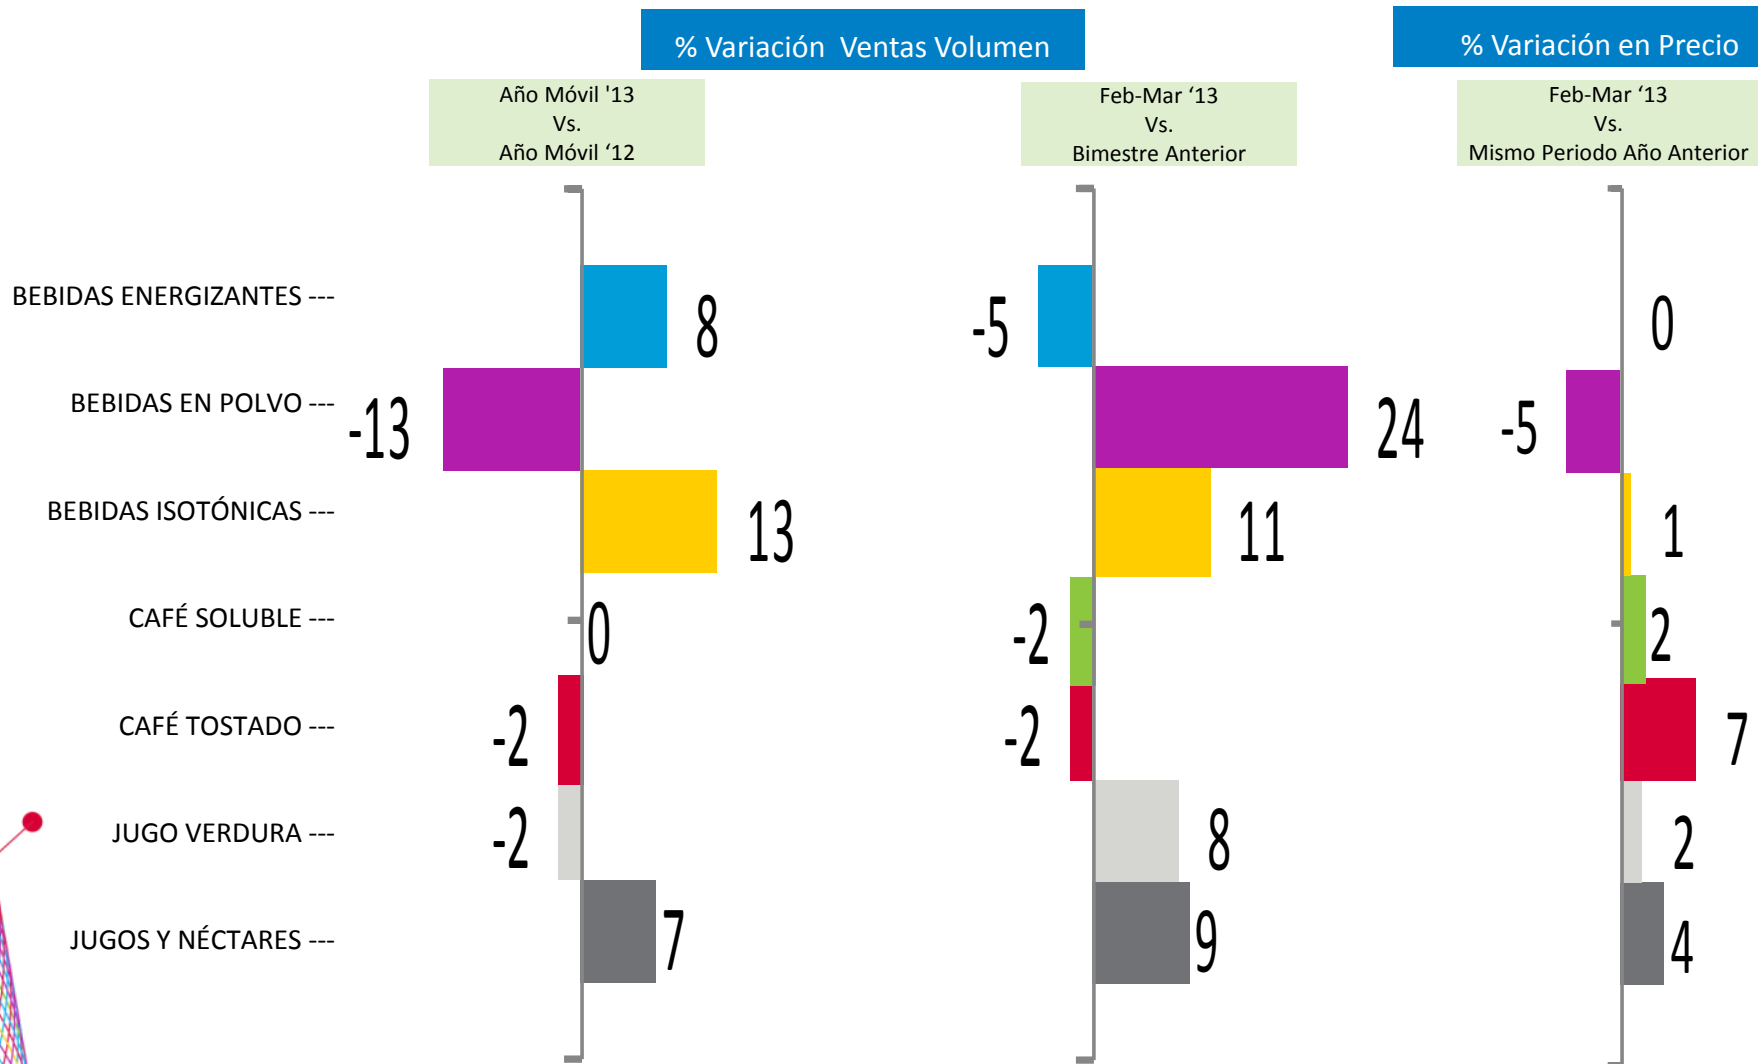 % Variación  Ventas Volumen
% Variación en Precio
Año Móvil '13
Vs.
Año Móvil ‘12
Feb-Mar ‘13
Vs.
Bimestre Anterior
Feb-Mar ‘13
Vs.
Mismo Periodo Año Anterior
BEBIDAS ENERGIZANTES --- 8 -5 0
BEBIDAS EN POLVO --- -13 24 -5
BEBIDAS ISOTÓNICAS --- 13 11 1
CAFÉ SOLUBLE --- 0 -2 2
CAFÉ TOSTADO --- -2 -2 7
JUGO VERDURA --- -2 8 2
JUGOS Y NÉCTARES --- 7 9 4